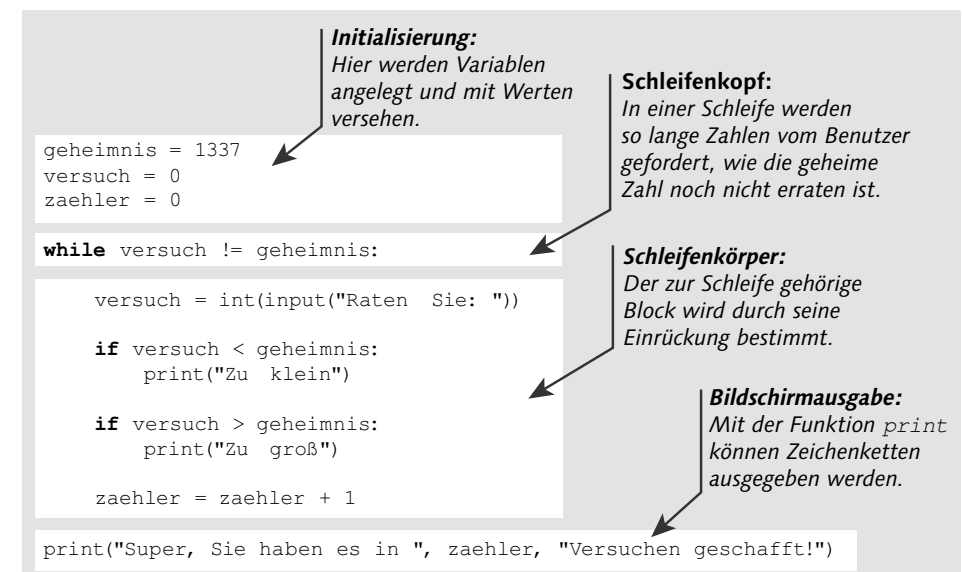 Initialisierung:
Hier werden Variablen
angelegt und mit Werten
versehen.
Schleifenkopf:
In einer Schleife werden
so lange Zahlen vom Benutzer
gefordert, wie die geheime
Zahl noch nicht erraten ist.
geheimnis = 1337
versuch = 0
zaehler = 0
while versuch != geheimnis:
Schleifenkörper:
Der zur Schleife gehörige
Block wird durch seine
Einrückung bestimmt.
versuch = int(input("Raten Sie: "))
if versuch < geheimnis:
print("Zu klein")
if versuch > geheimnis:
print("Zu groß")
zaehler = zaehler + 1
Bildschirmausgabe:
Mit der Funktion print
können Zeichenketten
ausgegeben werden.
print("Super, Sie haben es in ", zaehler, "Versuchen geschafft!")